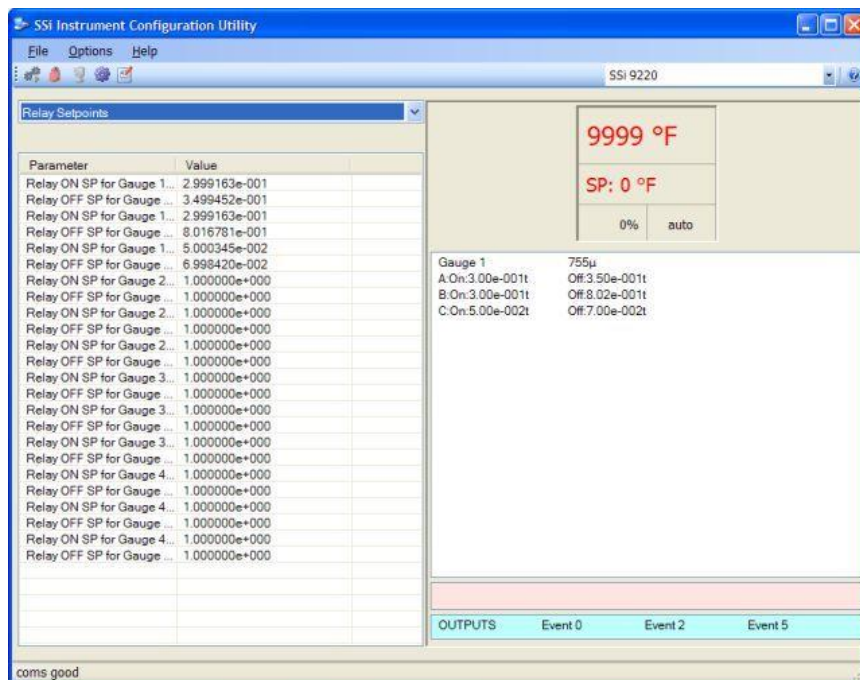 SSi Instrument Configuration Utility
File Options Help
SSi 9220
Relay Setpoints
Parameter Value
Relay ON SP for Gauge 1... 2.999163e-001
Relay OFF SP for Gauge ... 3.499452e-001
Relay ON SP for Gauge 1... 2.999163e-001
Relay OFF SP for Gauge ... 8.016781e-001
Relay ON SP for Gauge 1... 5.000345e-002
Relay OFF SP for Gauge ... 6.998420e-002
Relay ON SP for Gauge 2... 1.000000e+000
Relay OFF SP for Gauge ... 1.000000e+000
Relay ON SP for Gauge 2... 1.000000e+000
Relay OFF SP for Gauge ... 1.000000e+000
Relay ON SP for Gauge 2... 1.000000e+000
Relay OFF SP for Gauge ... 1.000000e+000
Relay ON SP for Gauge 3... 1.000000e+000
Relay OFF SP for Gauge ... 1.000000e+000
Relay ON SP for Gauge 3... 1.000000e+000
Relay OFF SP for Gauge ... 1.000000e+000
Relay ON SP for Gauge 3... 1.000000e+000
Relay OFF SP for Gauge ... 1.000000e+000
Relay ON SP for Gauge 4... 1.000000e+000
Relay OFF SP for Gauge ... 1.000000e+000
Relay ON SP for Gauge 4... 1.000000e+000
Relay OFF SP for Gauge ... 1.000000e+000
Relay ON SP for Gauge 4... 1.000000e+000
Relay OFF SP for Gauge ... 1.000000e+000
9999 °F
SP: 0 °F
0% auto
Gauge 1 755µ
A:On:3.00e-001t Off:3.50e-001t
B:On:3.00e-001t Off:8.02e-001t
C:On:5.00e-002t Off:7.00e-002t
OUTPUTS Event 0 Event 2 Event 5
coms good